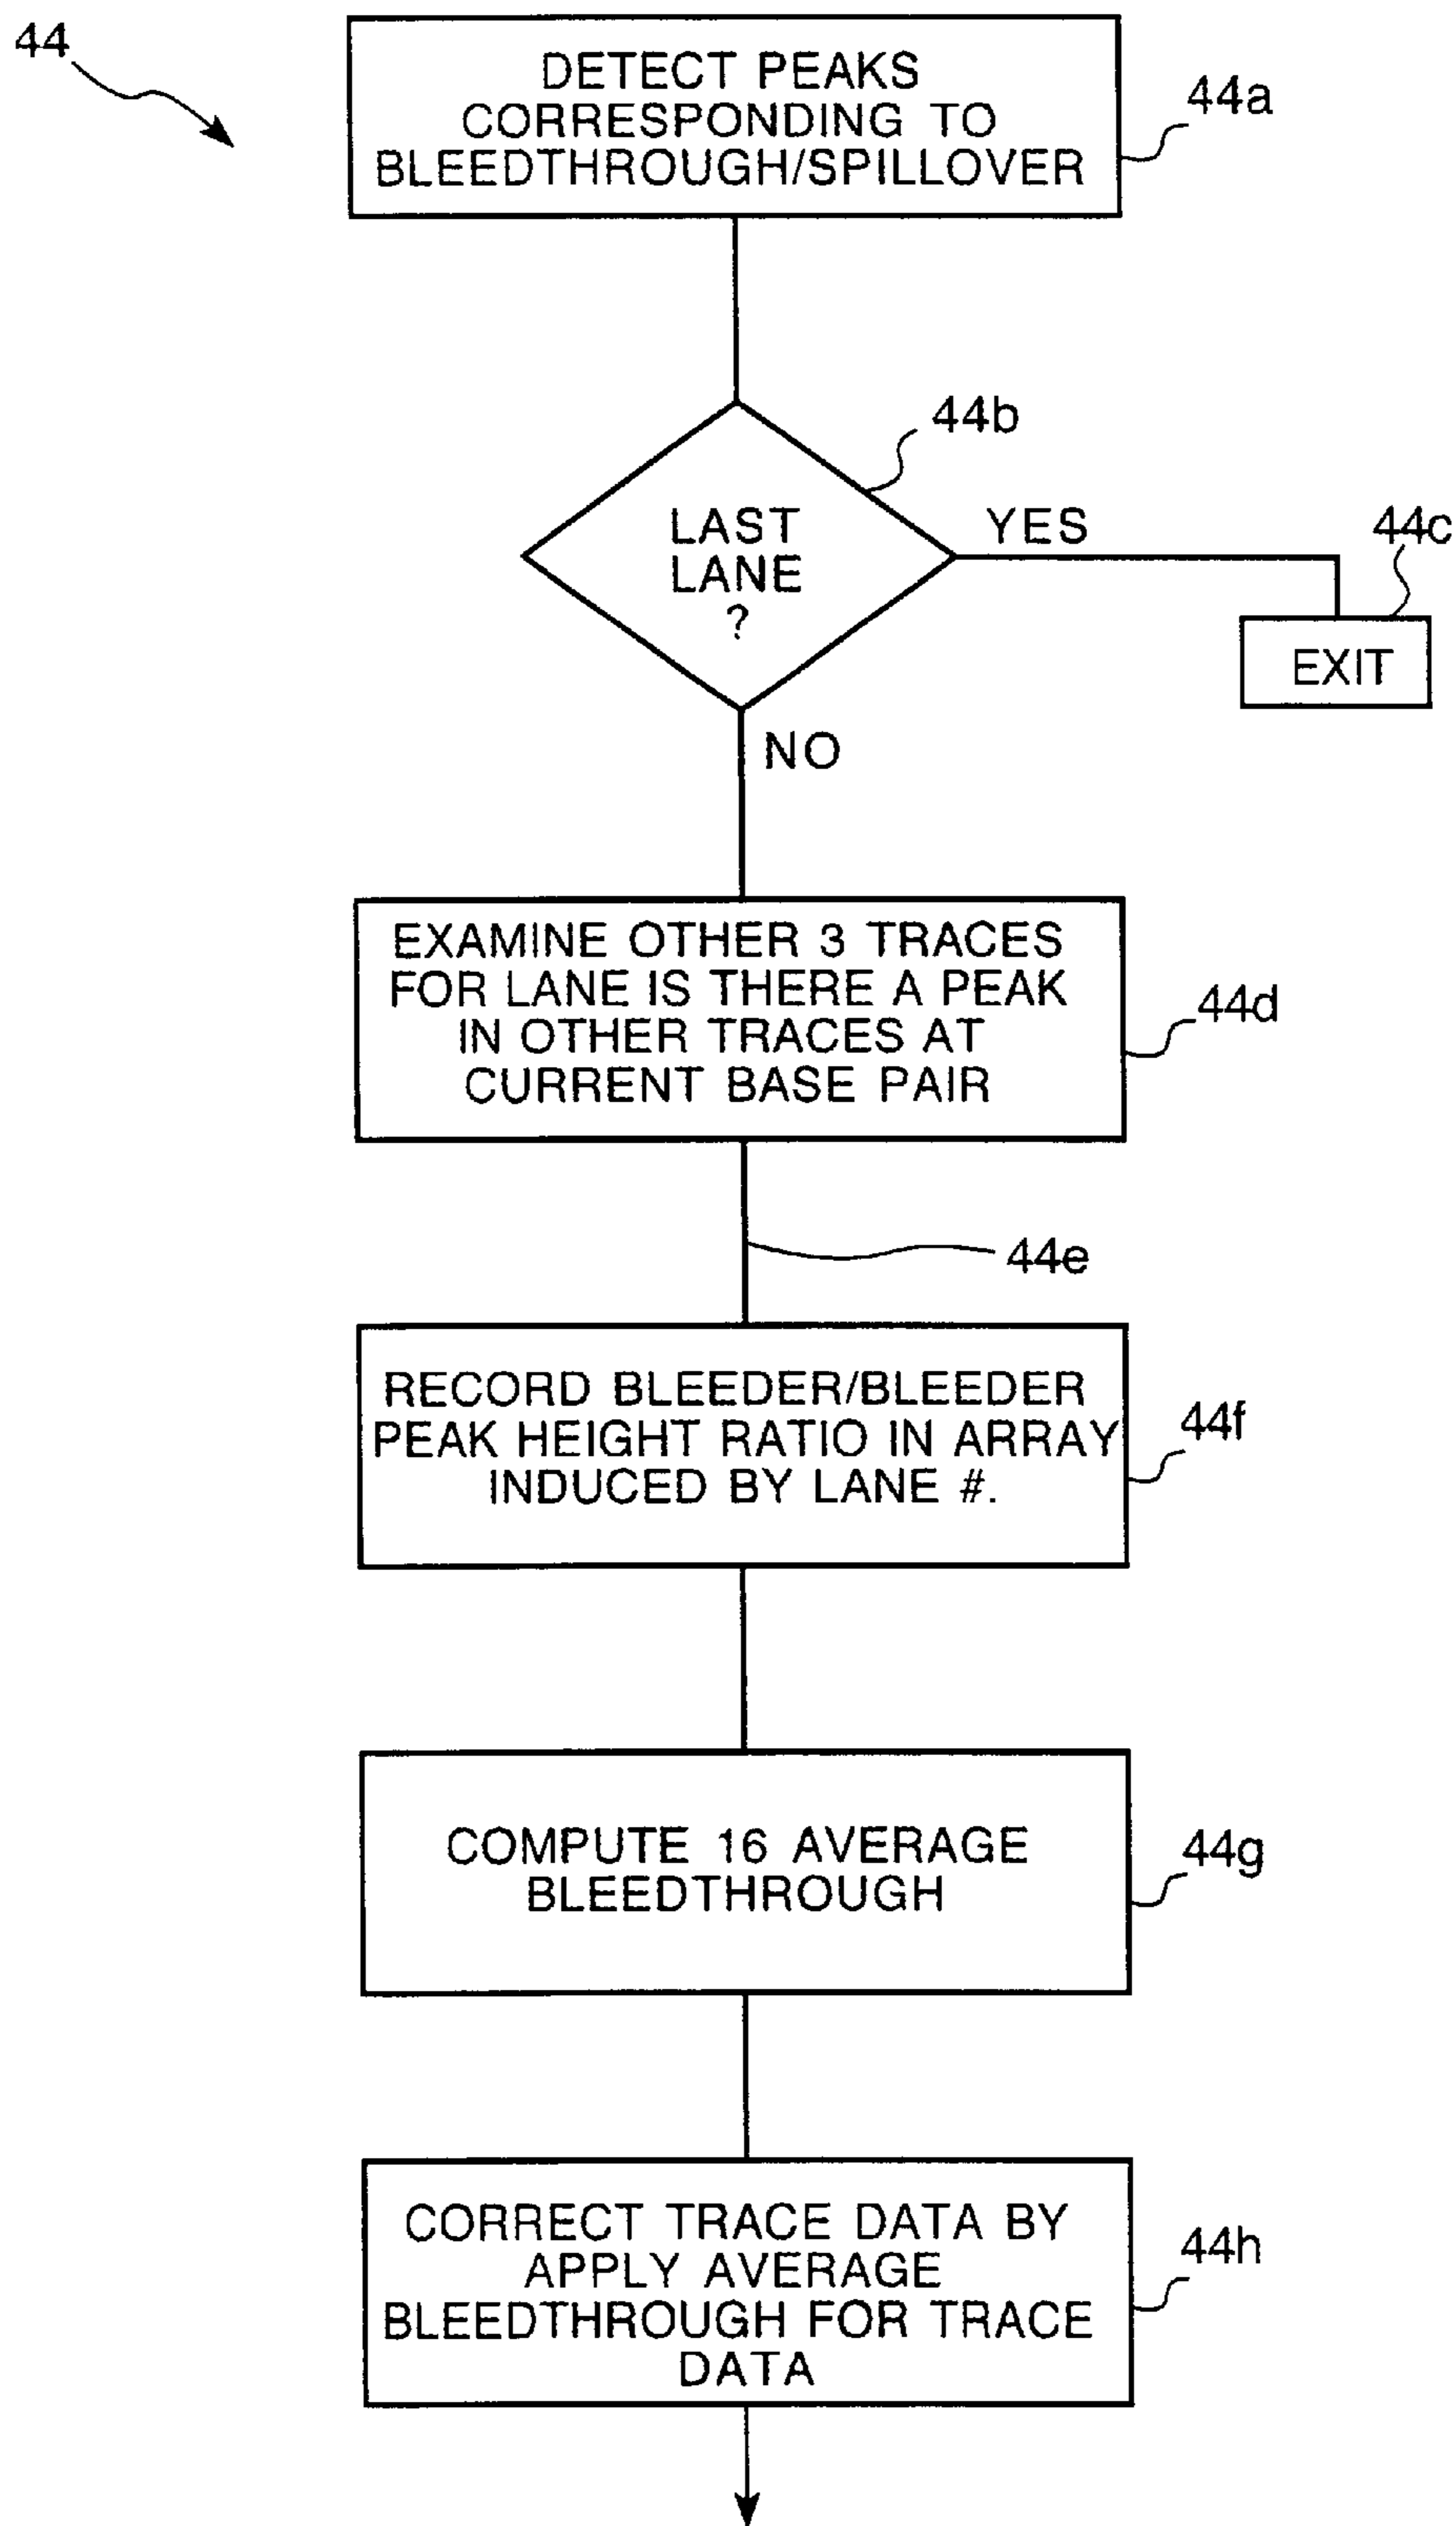 44
DETECT PEAKS
CORRESPONDING TO
BLEEDTHROUGH/SPILLOVER
44a
44b
LAST
LANE
?
YES
44c
EXIT
NO
EXAMINE OTHER 3 TRACES
FOR LANE IS THERE A PEAK
IN OTHER TRACES AT
CURRENT BASE PAIR
44d
44e
RECORD BLEEDER/BLEEDER
PEAK HEIGHT RATIO IN ARRAY
INDUCED BY LANE #.
44f
COMPUTE 16 AVERAGE
BLEEDTHROUGH
44g
CORRECT TRACE DATA BY
APPLY AVERAGE
BLEEDTHROUGH FOR TRACE
DATA
44h